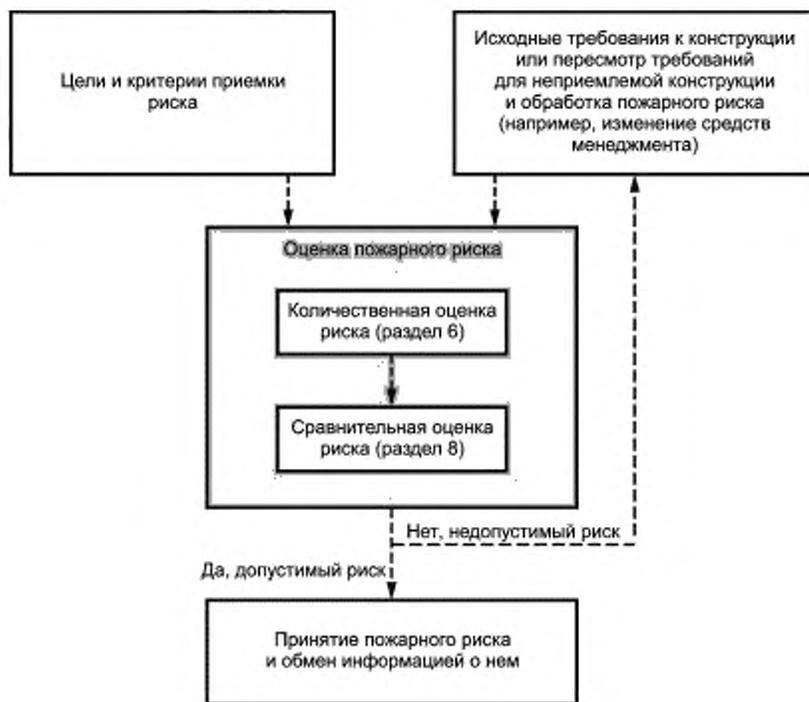 Цели и критерии приемки
риска
Исходные требования к конструкции
или пересмотр требований
для неприемлемой конструкции
и обработка пожарного риска
(например, изменение средств
менеджмента)
Оценка пожарного риска
Количественная оценка
риска (раздел 6)
Сравнительная оценка
риска (раздел 8)
Нет, недопустимый риск
Да, допустимый риск
Принятие пожарного риска
и обмен информацией о нем